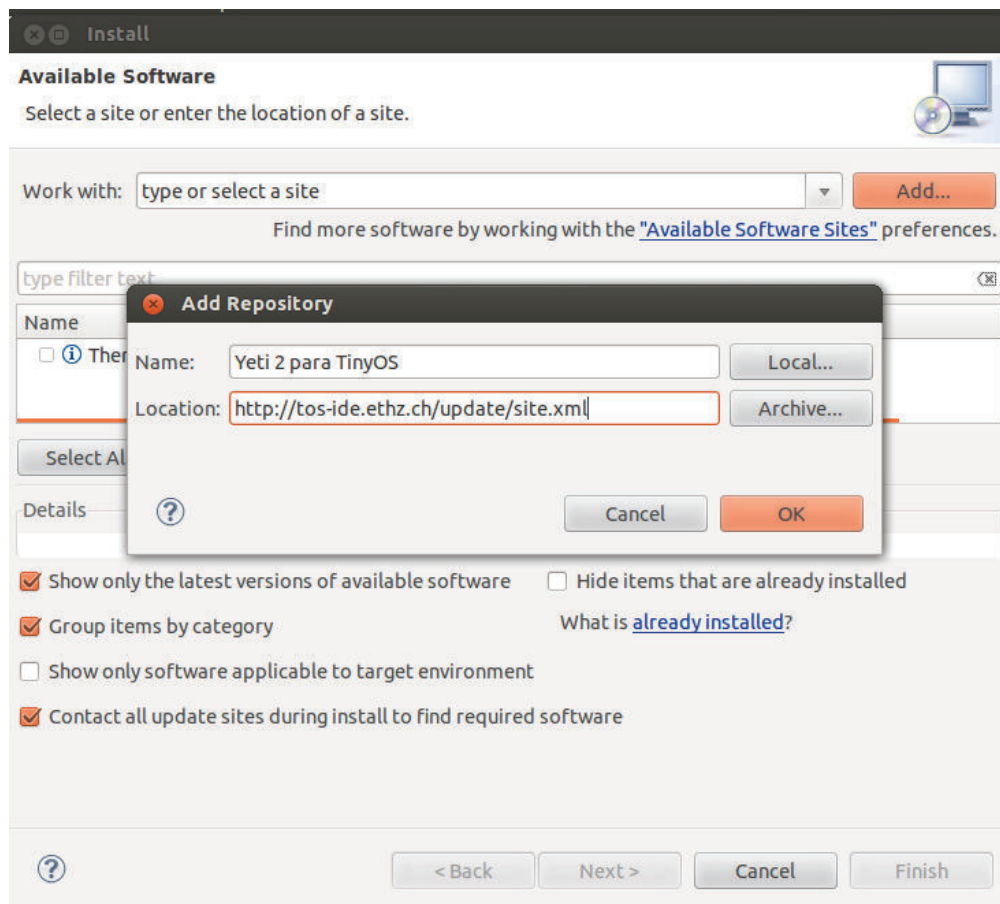 Install
Available Software
Select a site or enter the location of a site.
Work with: type or select a site Add...
Find more software by working with the "Available Software Sites" preferences.
type filter text
Add Repository
Name
Name: Yeti 2 para TinyOS Local...
Location: http://tos-ide.ethz.ch/update/site.xml Archive...
Select
Details
Cancel OK
Show only the latest versions of available software Hide items that are already installed
Group items by category What is already installed?
Show only software applicable to target environment
Contact all update sites during install to find required software
< Back Next > Cancel Finish